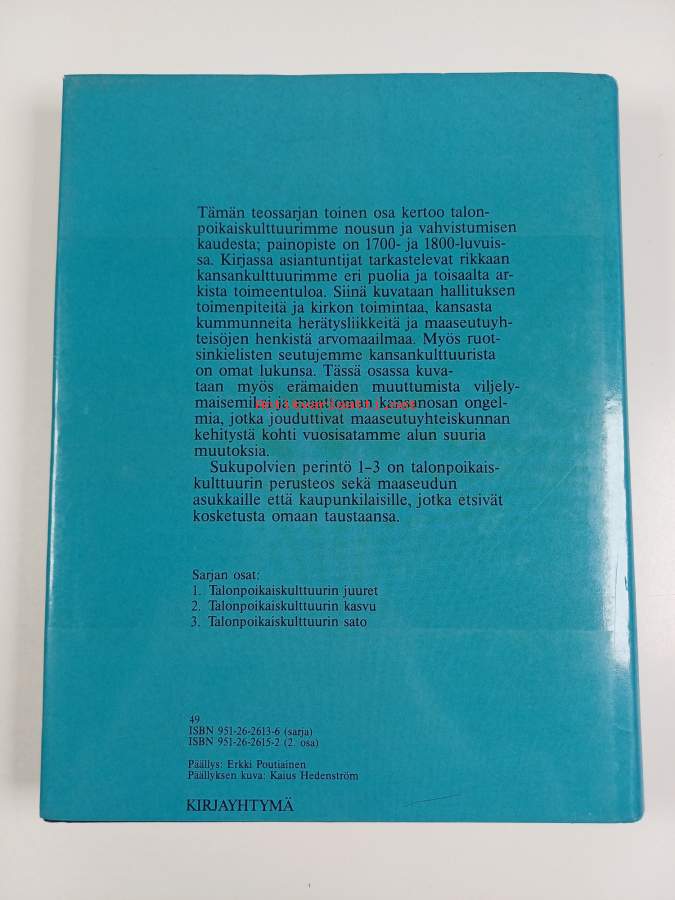 Tämän teossarjan toinen osa kertoo talon-
poikaiskulttuurimme nousun ja vahvistumisen
kaudesta; painopiste on 1700- ja 1800-luvuis-
sa. Kirjassa asiantuntijat tarkastelevat rikkaan
kansankulttuurimme eri puolia ja toisaalta ar-
kista toimeentuloa. Siinä kuvataan hallituksen
toimenpiteitä ja kirkon toimintaa, kansasta
kummunneita herätysliikkeitä ja maaseutuyh-
teisöjen henkistä arvomaailmaa. Myös ruot-
sinkielisten seutujemme kansankulttuurista
on omat lukunsa. Tässä osassa kuva-
taan myös erämaiden muuttumista viljely-
maisemiksi ja maattoman kansanosan ongel-
mia, jotka jouduttivat maaseutuyhteiskunnan
kehitystä kohti vuosisatamme alun suuria
muutoksia.
Sukupolvien perintö 1–3 on talonpoikais-
kulttuurin perusteos sekä maaseudun
asukkaille että kaupunkilaisille, jotka etsivät
kosketusta omaan taustaansa.
Sarjan osat:
1. Talonpoikaiskulttuurin juuret
2. Talonpoikaiskulttuurin kasvu
3. Talonpoikaiskulttuurin sato
49
ISBN 951-26-2613-6 (sarja)
ISBN 951-26-2615-2 (2. osa)
Päällys: Erkki Poutiainen
Päällyksen kuva: Kaius Hedenström
KIRJAYHTYMÄ